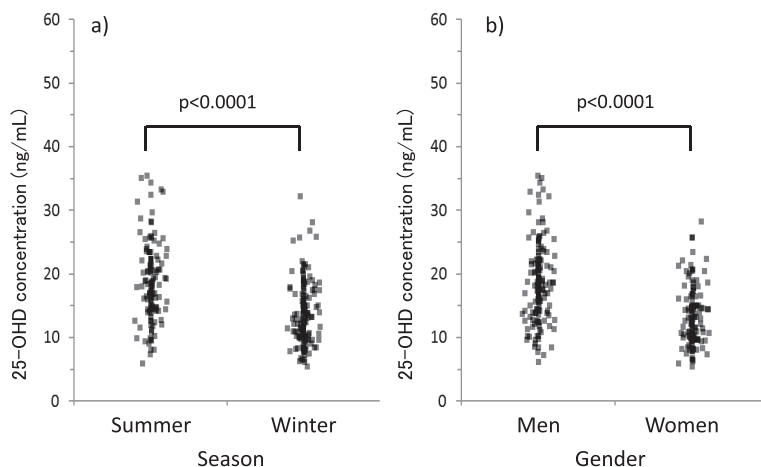 a)
60
50
40
30
20
10
0
25-OHD concentration (ng/mL)
p<0.0001
Summer
Winter
Season
b)
60
50
40
30
20
10
0
25-OHD concentration (ng/mL)
p<0.0001
Men
Women
Gender